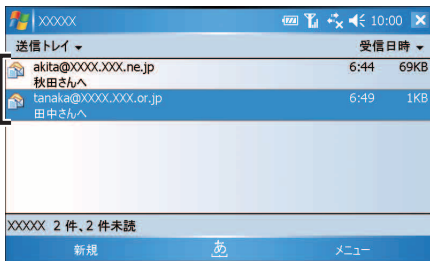 XXXXX 10:00
送信トレイ 受信日時
akita@XXXX.XXX.ne.jp 6:44 69KB
秋田さんへ
tanaka@XXXX.XXX.or.jp 6:49 1KB
田中さんへ
XXXXX 2 件、2 件未読
新規 あ メニュー